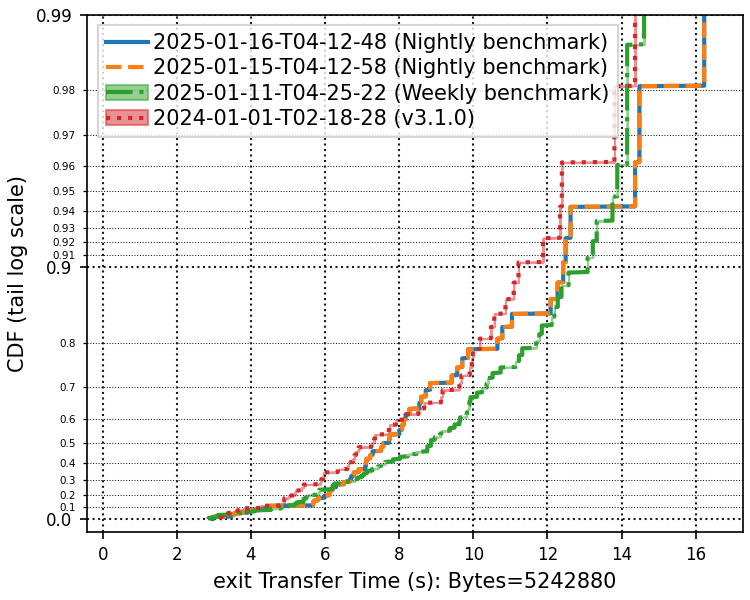 0.99
2025-01-16-T04-12-48 (Nightly benchmark)
2025-01-15-T04-12-58 (Nightly benchmark)
2025-01-11-T04-25-22 (Weekly benchmark)
2024-01-01-T02-18-28 (v3.1.0)
0.98
0.97
0.96
0.95
0.94
0.93
0.92
0.91
0.9
0.8
0.7
0.6
0.5
0.4
0.3
0.2
0.1
0.0
CDF (tail log scale)
0 2 4 6 8 10 12 14 16
exit Transfer Time (s): Bytes=5242880